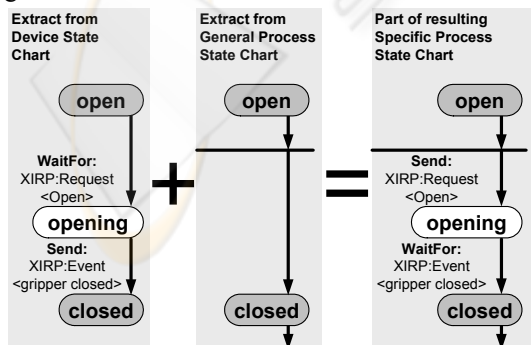 Extract from
Device State
Chart
open
WaitFor:
XIRP:Request
<Open>
opening
Send:
XIRP:Event
<gripper closed>
closed
+
Extract from
General Process
State Chart
open
closed
=
Part of resulting
Specific Process
State Chart
open
Send:
XIRP:Request
<Open>
opening
WaitFor:
XIRP:Event
<gripper closed>
closed